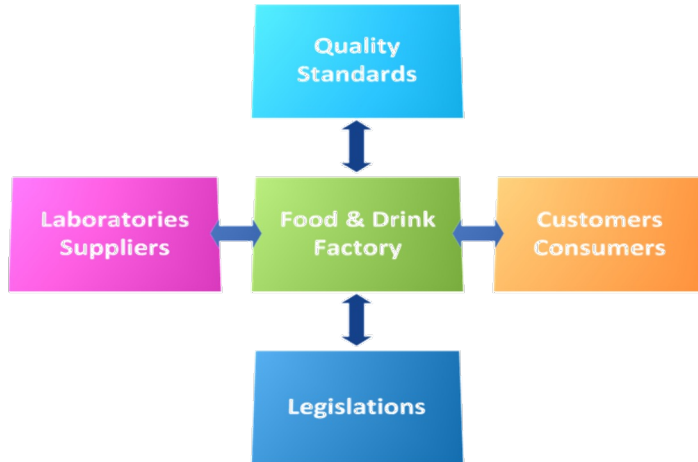 Quality
Standards
Laboratories
Suppliers
Food & Drink
Factory
Customers
Consumers
Legislations